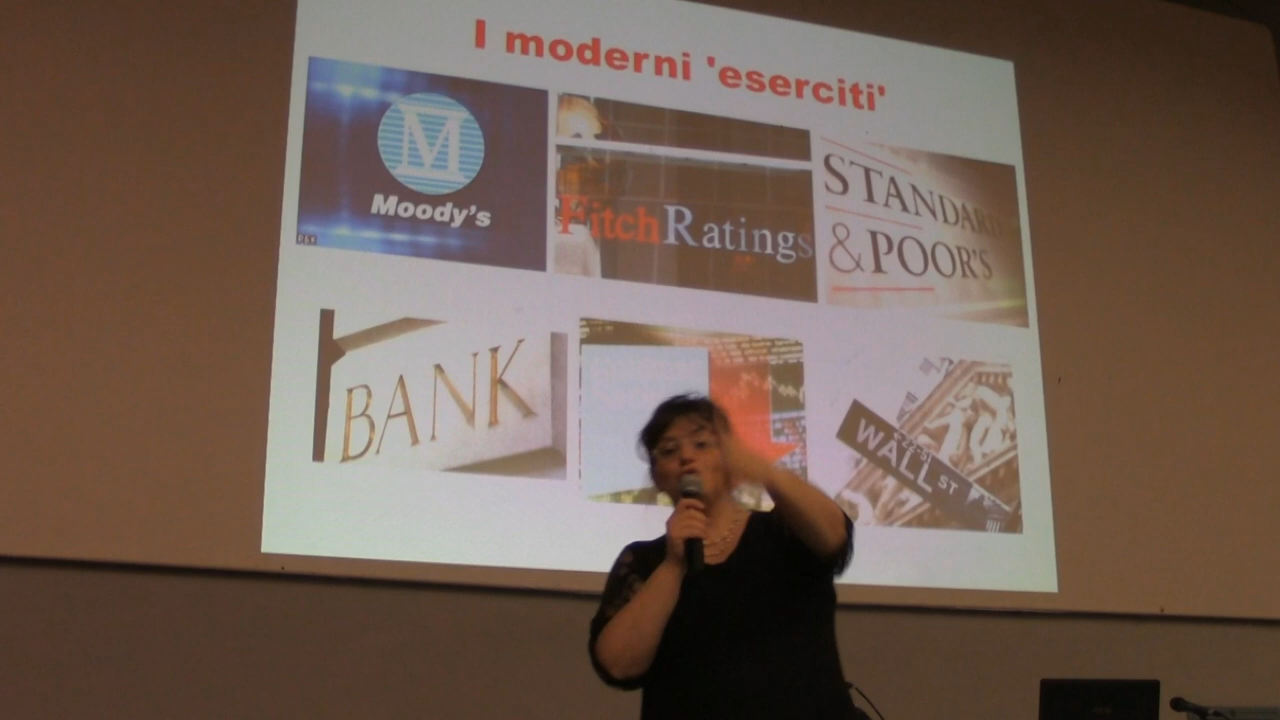 I moderni 'eserciti'
M
Moody's
FitchRatings
STANDARD
&POOR'S
BANK
WALL ST